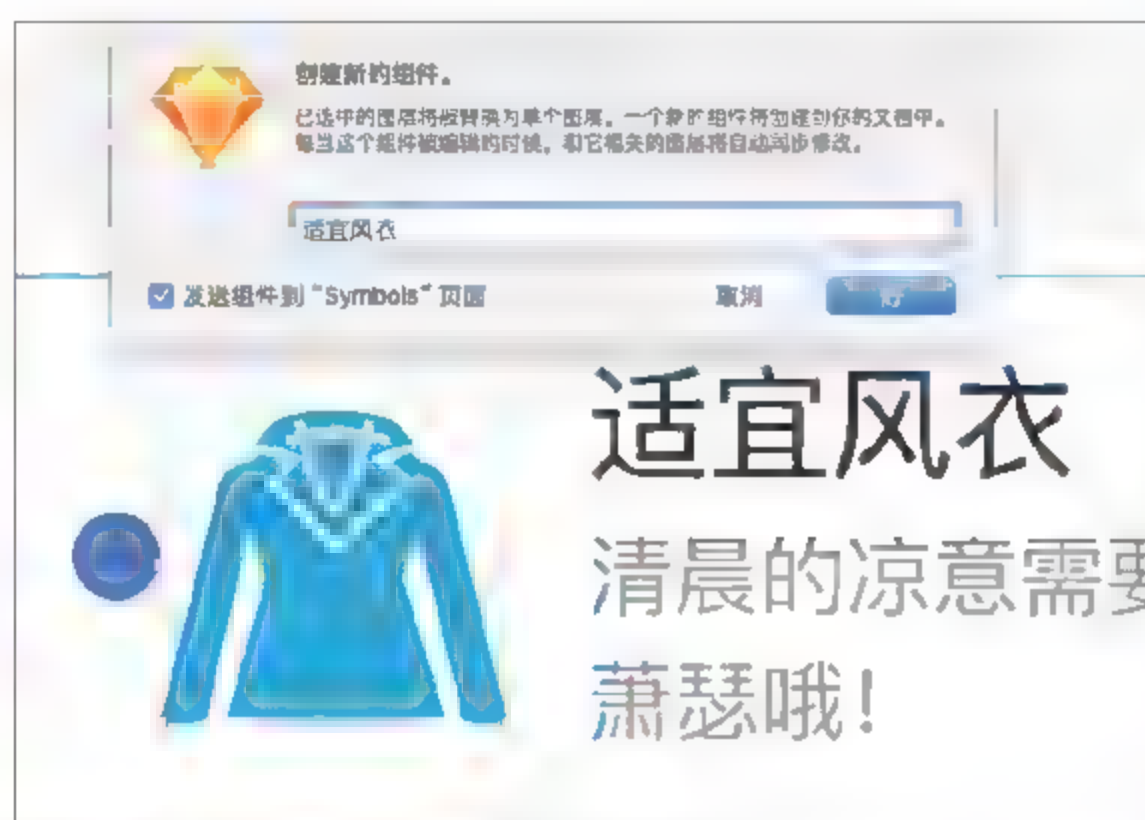 创建新的组件。
已选中的图层将被替换为单个图层。一个新的组件将创建到你的文档中。
每当这个组件被编辑的时候，和它相关的图层将自动同步修改。
适宜风衣
发送组件到“Symbols”页面
取消
适宜风衣
清晨的凉意需要
萧瑟哦！